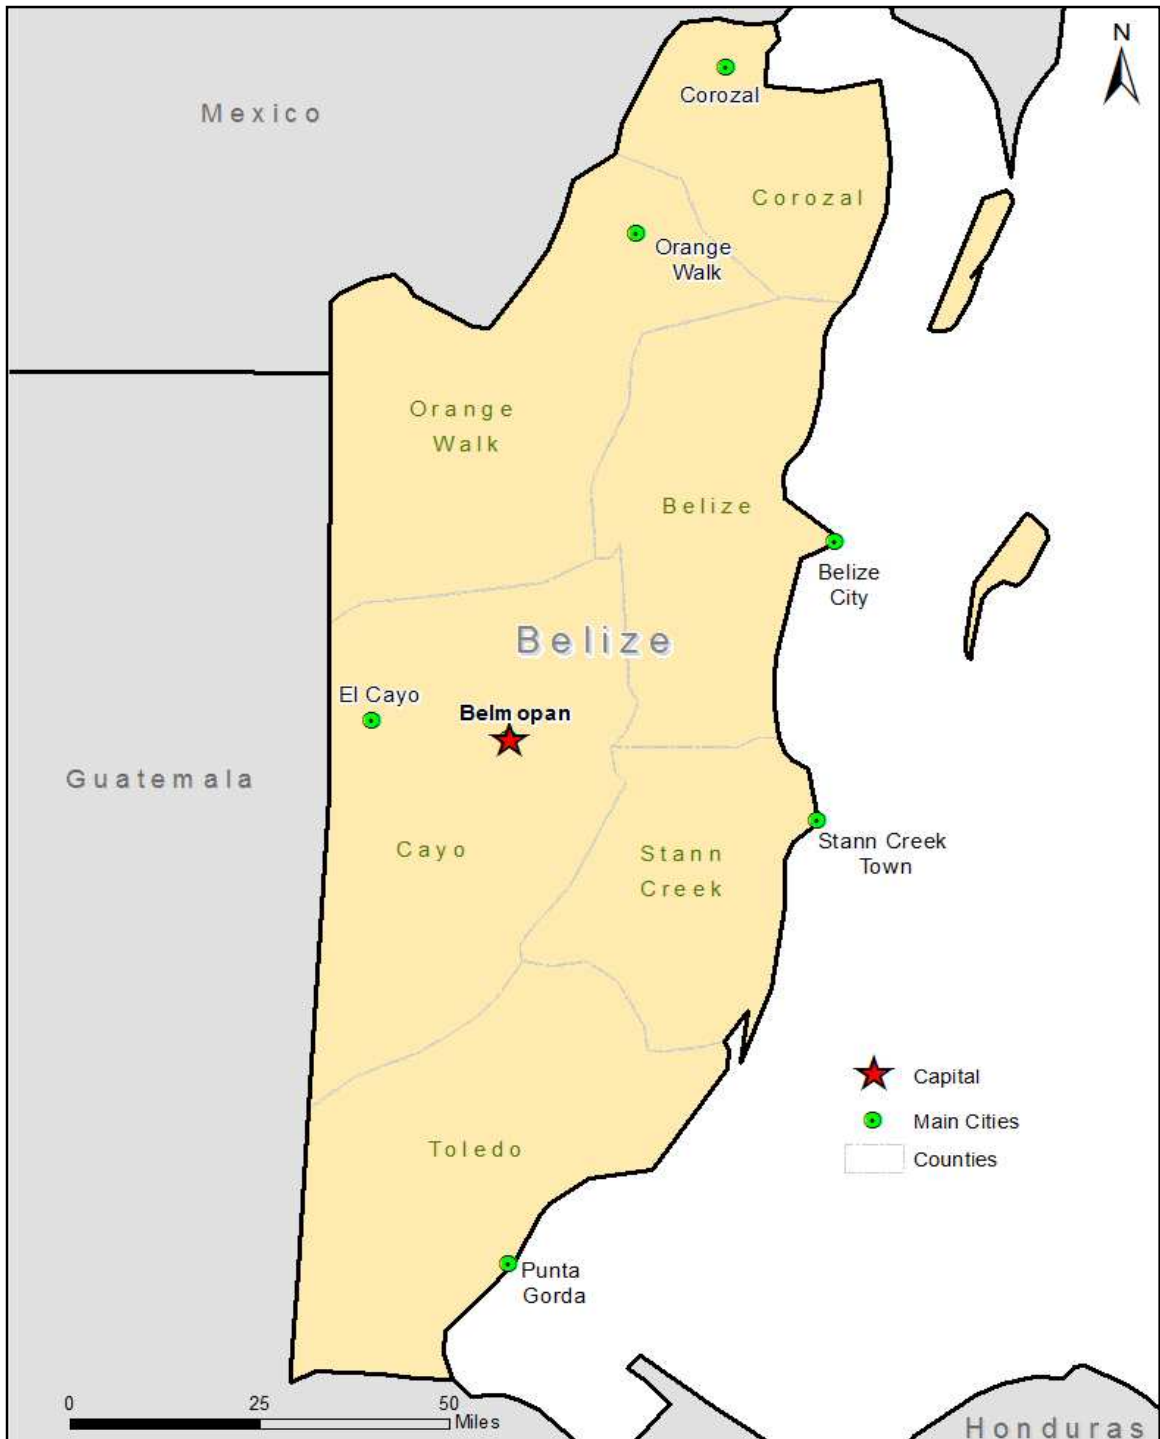 N
Mexico
Corozal
Corozal
Orange
Walk
Orange
Walk
Belize
Belize
City
Belize
El Cayo
Belmopan
Guatemala
Cayo
Stann
Creek
Stann Creek
Town
Capital
Main Cities
Counties
Toledo
Punta
Gorda
0 25 50
Miles
Honduras